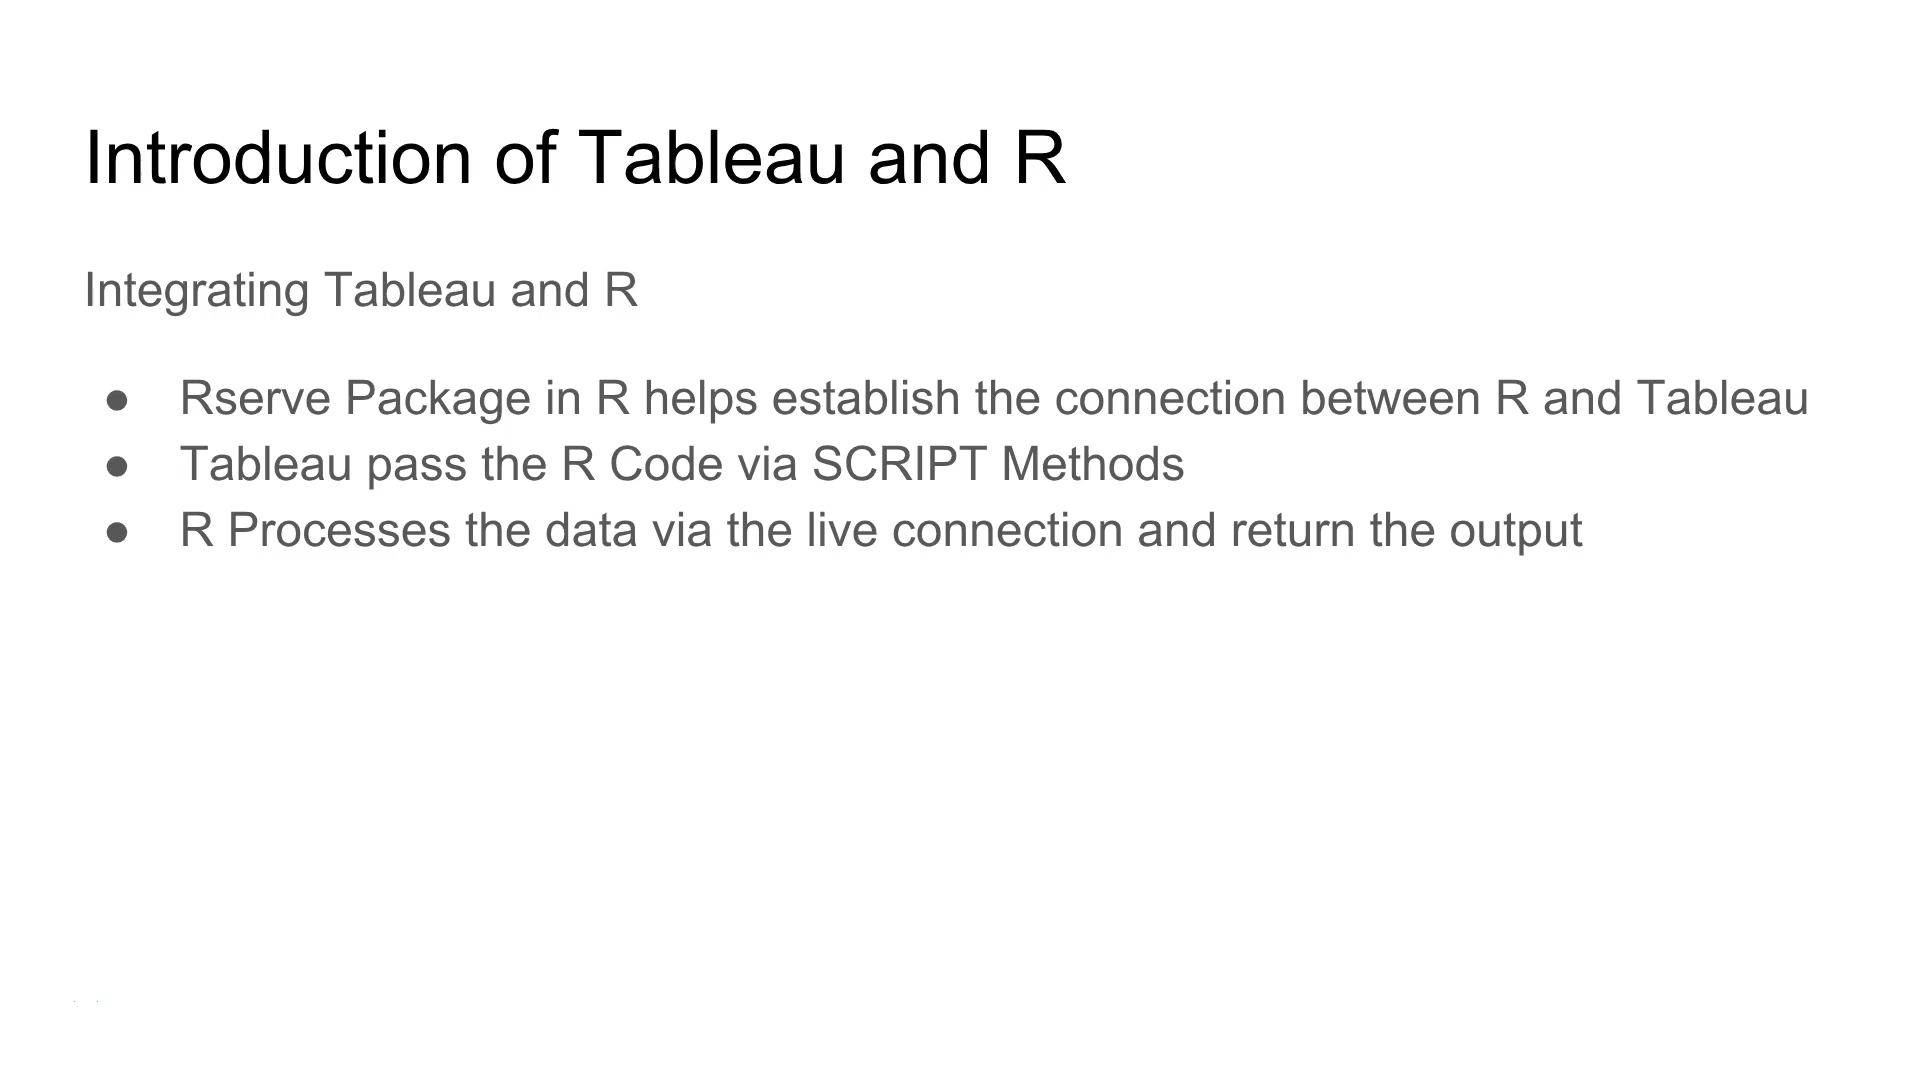 Introduction of Tableau and R
Integrating Tableau and R
● Rserve Package in R helps establish the connection between R and Tableau
● Tableau pass the R Code via SCRIPT Methods
● R Processes the data via the live connection and return the output